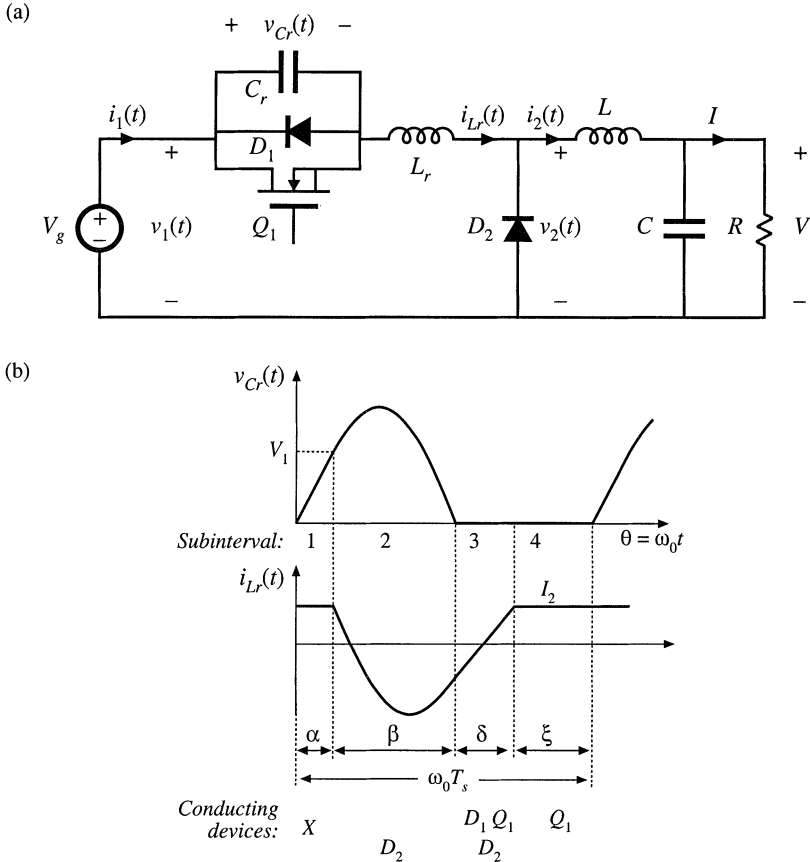 (a)
+ v_Cr(t) −
C_r
i_1(t) D_1 i_Lr(t) i_2(t) L I
+ L_r + +
V_g + − v_1(t) Q_1 D_2 v_2(t) C R V
− − −
(b)
v_Cr(t)
V_1
Subinterval: 1 2 3 4 θ = ω_0t
i_Lr(t)
I_2
α β δ ξ
ω_0T_s
Conducting D_1 Q_1 Q_1
devices: X
D_2 D_2